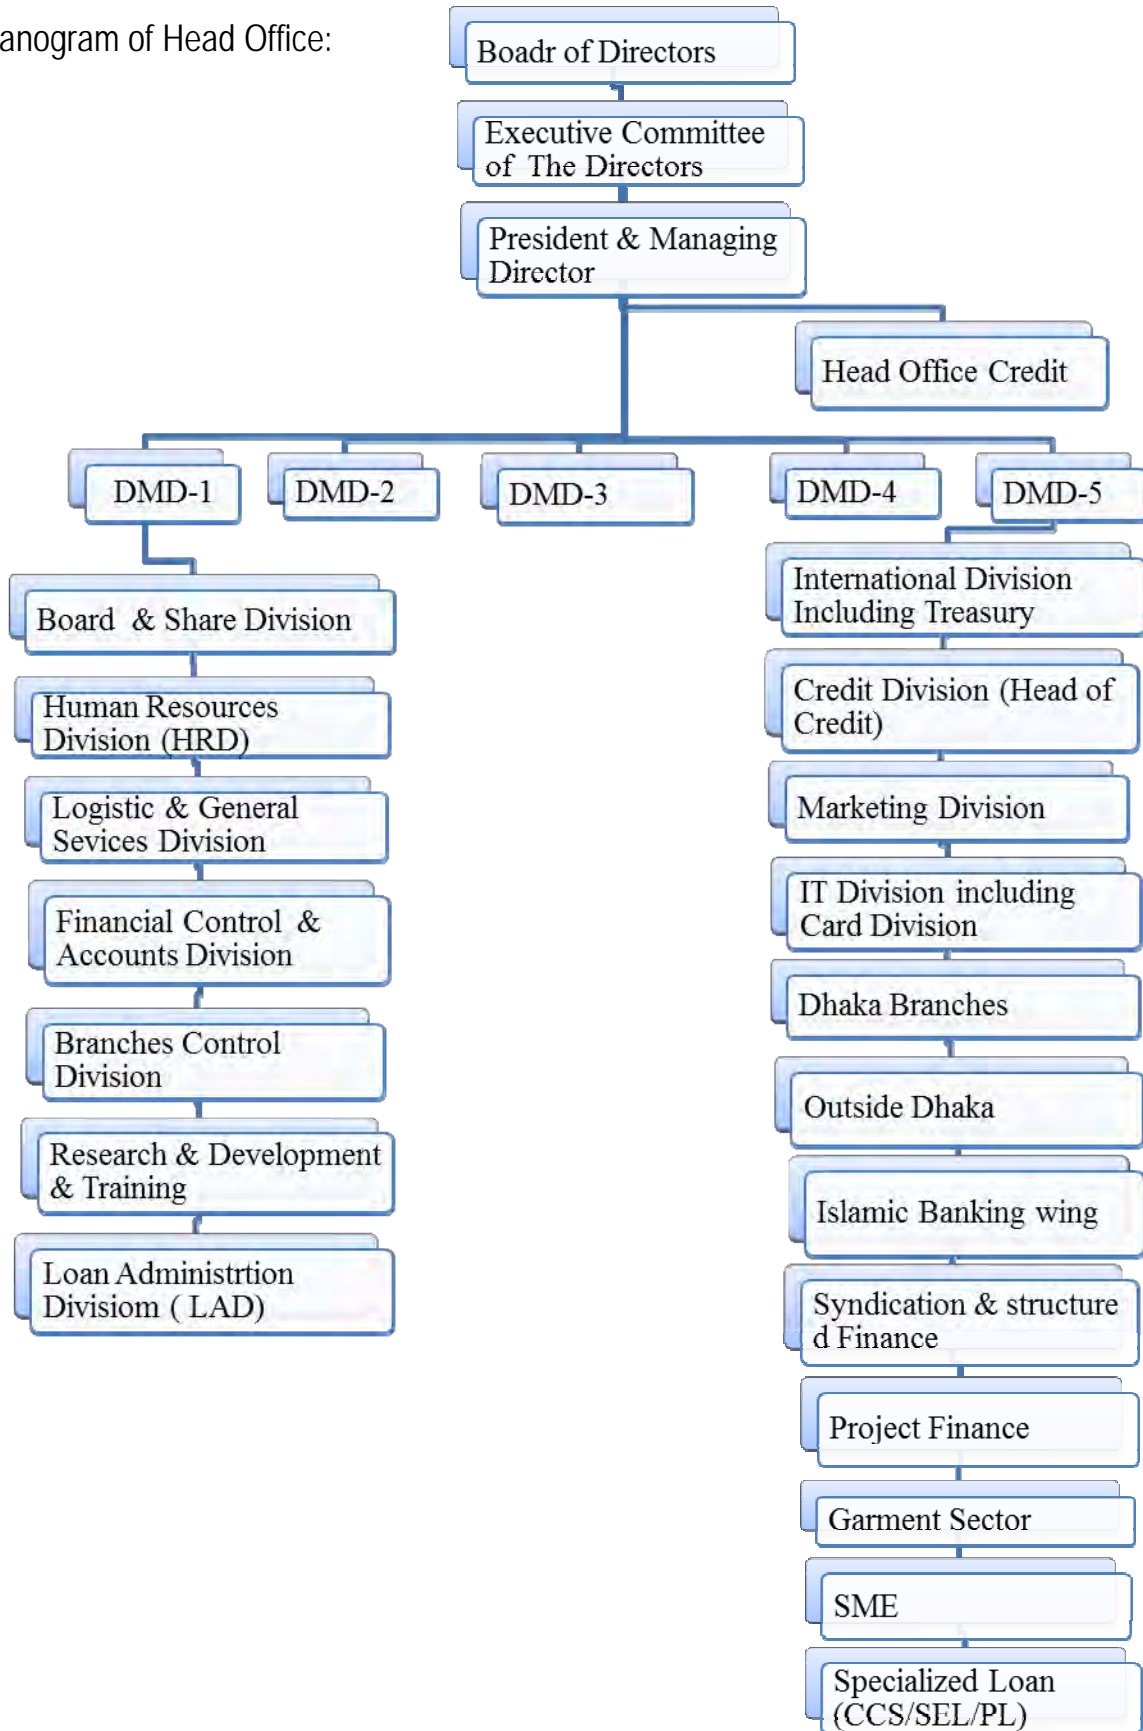 anogram of Head Office:
Boadr of Directors
Executive Committee
of The Directors
President & Managing
Director
Head Office Credit
DMD-1
DMD-2
DMD-3
DMD-4
DMD-5
Board & Share Division
Human Resources
Division (HRD)
Logistic & General
Sevices Division
Financial Control &
Accounts Division
Branches Control
Division
Research & Development
& Training
Loan Administrtion
Divisiom ( LAD)
International Division
Including Treasury
Credit Division (Head of
Credit)
Marketing Division
IT Division including
Card Division
Dhaka Branches
Outside Dhaka
Islamic Banking wing
Syndication & structure
d Finance
Project Finance
Garment Sector
SME
Specialized Loan
(CCS/SEL/PL)